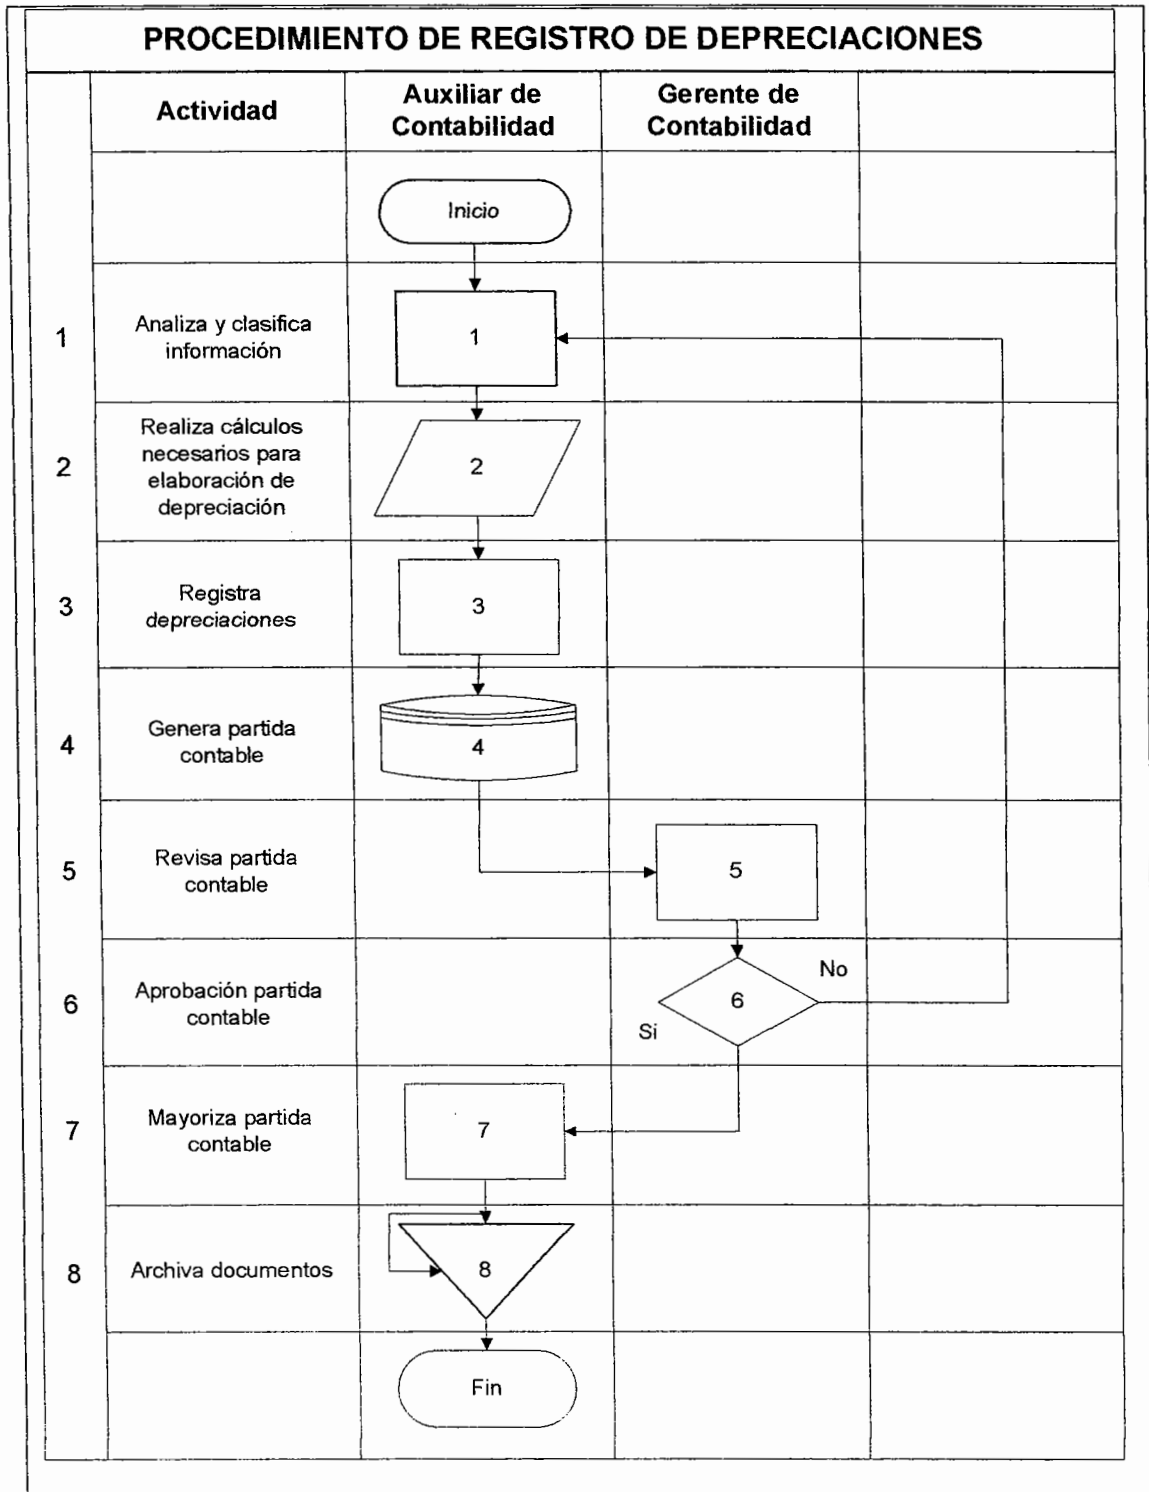 PROCEDIMIENTO DE REGISTRO DE DEPRECIACIONES
Actividad
Auxiliar de
Contabilidad
Gerente de
Contabilidad
Inicio
1
Analiza y clasifica
información
1
2
Realiza cálculos
necesarios para
elaboración de
depreciación
2
3
Registra
depreciaciones
3
4
Genera partida
contable
4
5
Revisa partida
contable
5
6
Aprobación partida
contable
6
No
Si
7
Mayoriza partida
contable
7
8
Archiva documentos
8
Fin